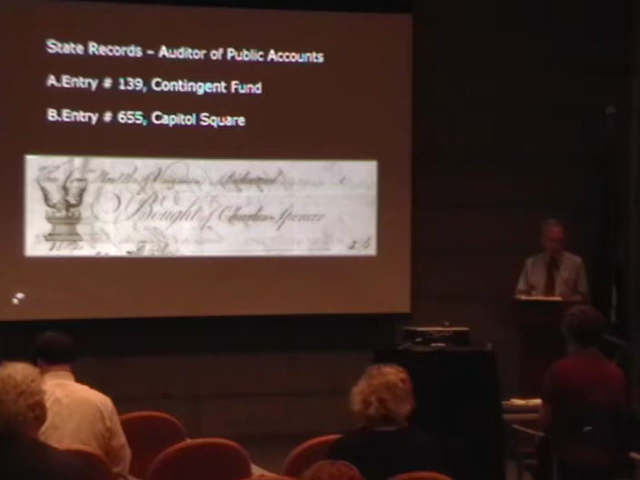 State Records – Auditor of Public Accounts
A.Entry # 139, Contingent Fund
B.Entry # 655, Capitol Square
Bought of Charles Spencer